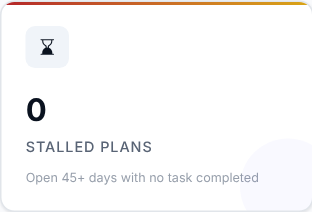 0
STALLED PLANS
Open 45+ days with no task completed